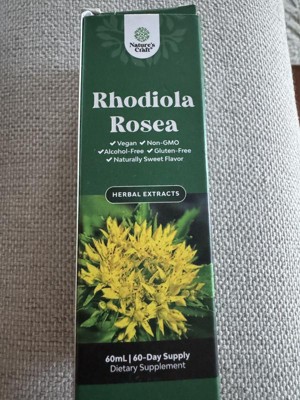 Nature's
Craft®
Rhodiola
Rosea
✓ Vegan ✓ Non-GMO
✓ Alcohol-Free ✓ Gluten-Free
✓ Naturally Sweet Flavor
HERBAL EXTRACTS
60mL | 60-Day Supply
Dietary Supplement